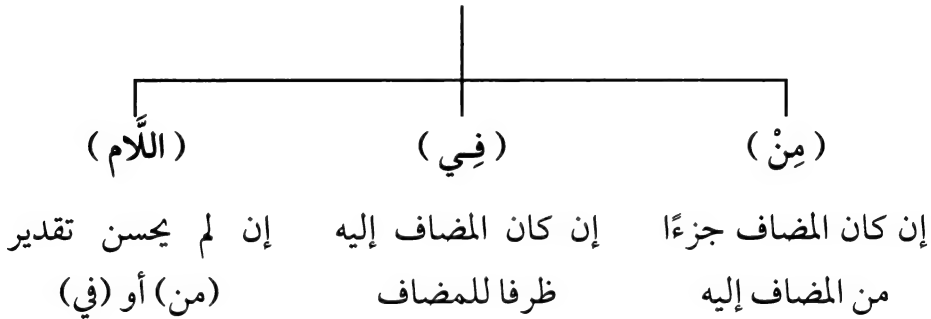 (مِنْ) (فِي) (اللَّام)
إن كان المضاف جزءًا
من المضاف إليه
إن كان المضاف إليه
ظرفا للمضاف
إن لم يحسن تقدير
(من) أو (في)